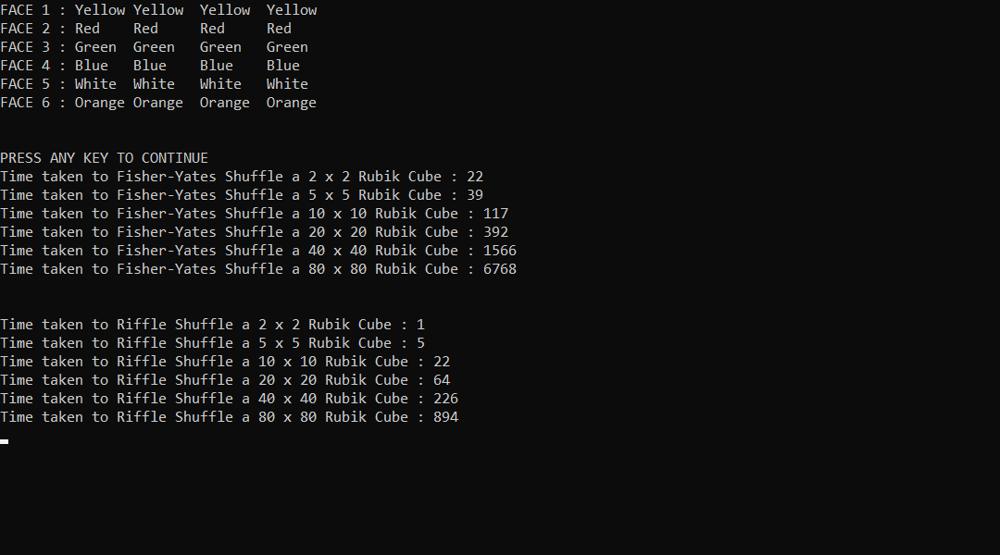 FACE 1 : Yellow Yellow  Yellow  Yellow
FACE 2 : Red    Red     Red     Red
FACE 3 : Green  Green   Green   Green
FACE 4 : Blue   Blue    Blue    Blue
FACE 5 : White  White   White   White
FACE 6 : Orange Orange  Orange  Orange
PRESS ANY KEY TO CONTINUE
Time taken to Fisher-Yates Shuffle a 2 x 2 Rubik Cube : 22
Time taken to Fisher-Yates Shuffle a 5 x 5 Rubik Cube : 39
Time taken to Fisher-Yates Shuffle a 10 x 10 Rubik Cube : 117
Time taken to Fisher-Yates Shuffle a 20 x 20 Rubik Cube : 392
Time taken to Fisher-Yates Shuffle a 40 x 40 Rubik Cube : 1566
Time taken to Fisher-Yates Shuffle a 80 x 80 Rubik Cube : 6768
Time taken to Riffle Shuffle a 2 x 2 Rubik Cube : 1
Time taken to Riffle Shuffle a 5 x 5 Rubik Cube : 5
Time taken to Riffle Shuffle a 10 x 10 Rubik Cube : 22
Time taken to Riffle Shuffle a 20 x 20 Rubik Cube : 64
Time taken to Riffle Shuffle a 40 x 40 Rubik Cube : 226
Time taken to Riffle Shuffle a 80 x 80 Rubik Cube : 894